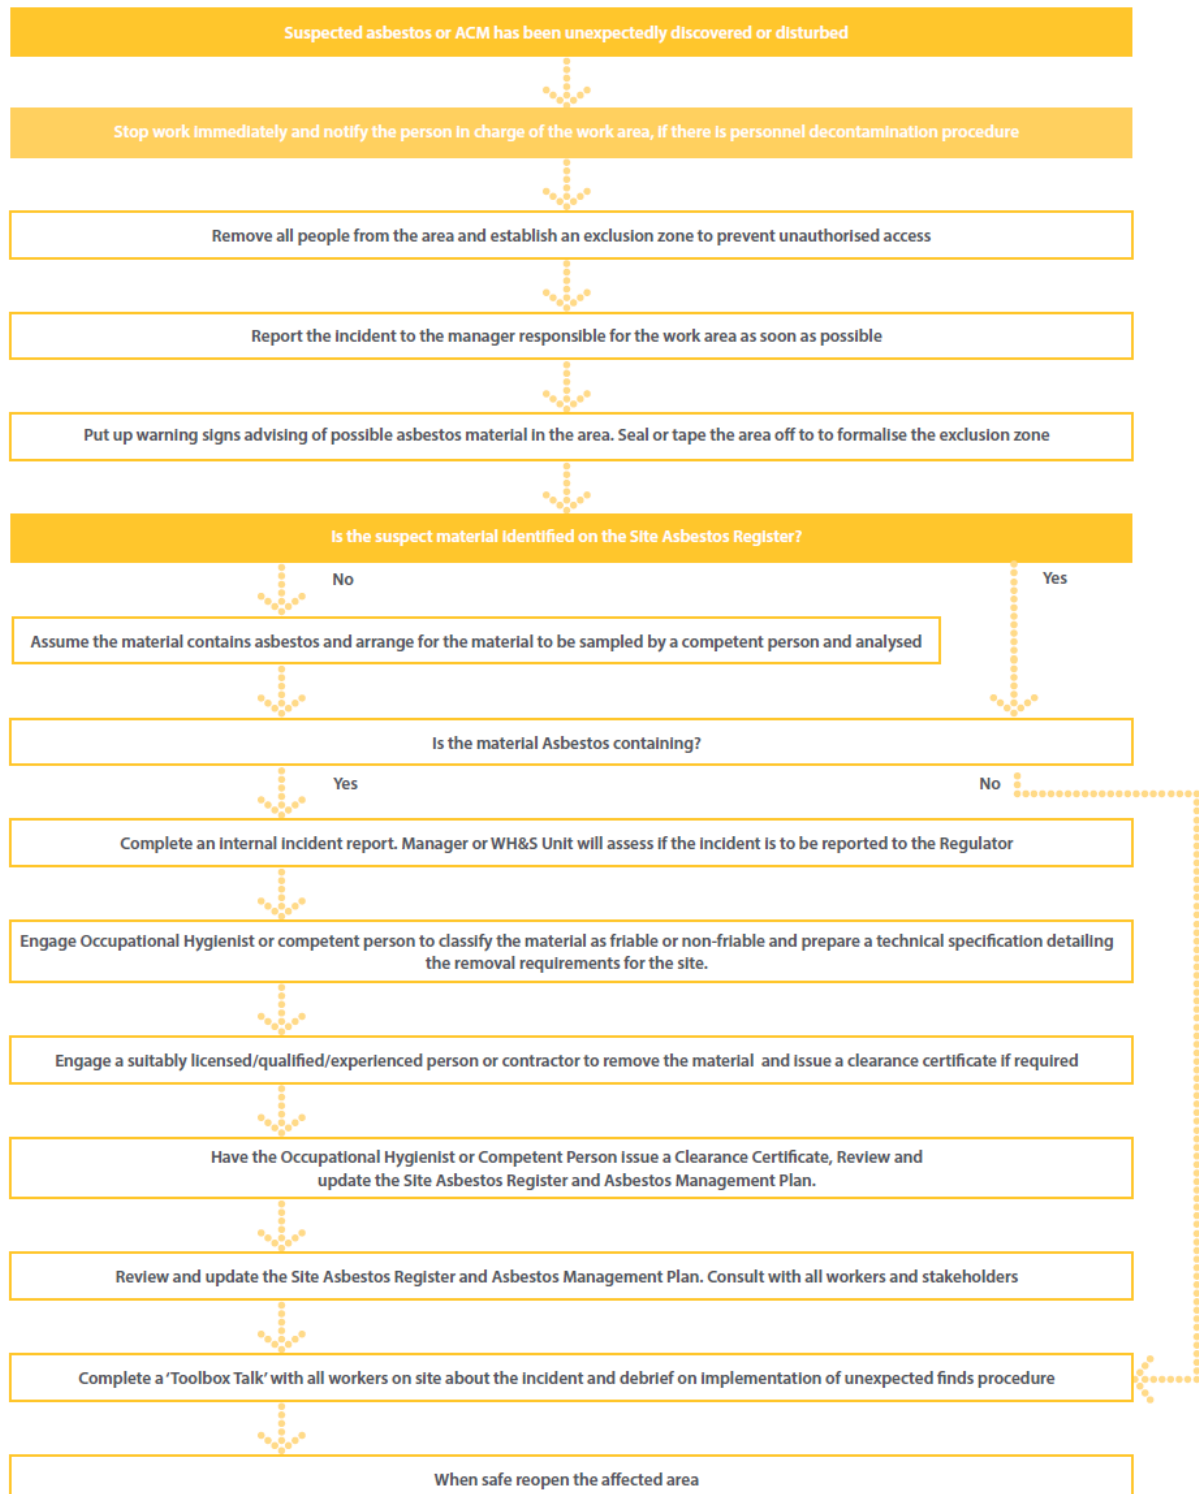 Suspected asbestos or ACM has been unexpectedly discovered or disturbed
Stop work immediately and notify the person in charge of the work area, if there is personnel decontamination procedure
Remove all people from the area and establish an exclusion zone to prevent unauthorised access
Report the incident to the manager responsible for the work area as soon as possible
Put up warning signs advising of possible asbestos material in the area. Seal or tape the area off to to formalise the exclusion zone
Is the suspect material identified on the Site Asbestos Register?
No
Yes
Assume the material contains asbestos and arrange for the material to be sampled by a competent person and analysed
Is the material Asbestos containing?
Yes
No
Complete an internal incident report. Manager or WH&S Unit will assess if the incident is to be reported to the Regulator
Engage Occupational Hygienist or competent person to classify the material as friable or non-friable and prepare a technical specification detailing
the removal requirements for the site.
Engage a suitably licensed/qualified/experienced person or contractor to remove the material and issue a clearance certificate if required
Have the Occupational Hygienist or Competent Person issue a Clearance Certificate, Review and
update the Site Asbestos Register and Asbestos Management Plan.
Review and update the Site Asbestos Register and Asbestos Management Plan. Consult with all workers and stakeholders
Complete a 'Toolbox Talk' with all workers on site about the incident and debrief on implementation of unexpected finds procedure
When safe reopen the affected area